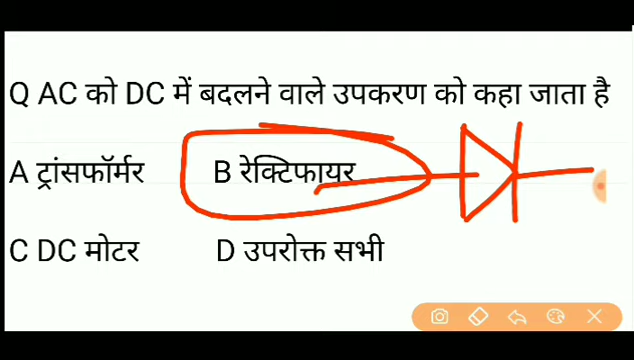 Q AC को DC में बदलने वाले उपकरण को कहा जाता है
A ट्रांसफॉर्मर B रेक्टिफायर
C DC मोटर D उपरोक्त सभी